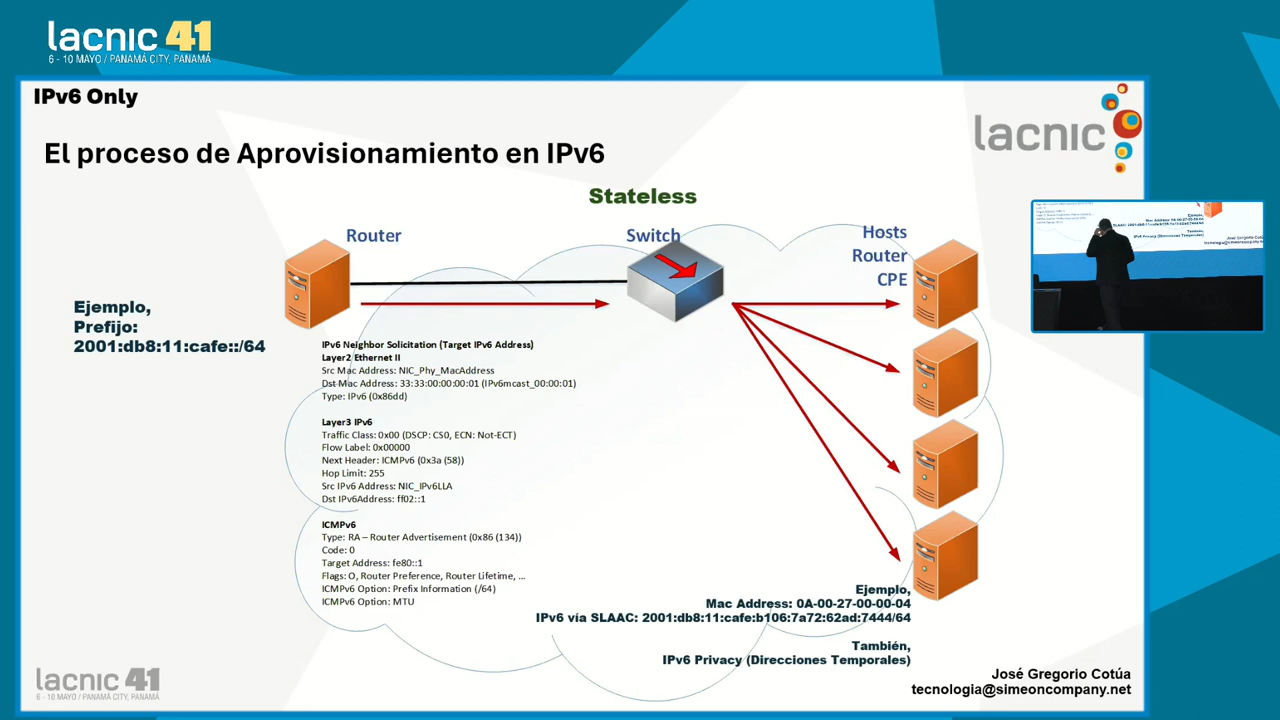 lacnic 41
6 - 10 MAYO / PANAMÁ CITY, PANAMÁ
IPv6 Only
lacnic
El proceso de Aprovisionamiento en IPv6
Stateless
Router
Switch
Hosts
Router
CPE
Ejemplo,
Prefijo:
2001:db8:11:cafe::/64
IPv6 Neighbor Solicitation (Target IPv6 Address)
Layer2 Ethernet II
Src Mac Address: NIC_Phy_MacAddress
Dst Mac Address: 33:33:00:00:00:01 (IPv6mcast_00:00:01)
Type: IPv6 (0x86dd)
Layer3 IPv6
Traffic Class: 0x00 (DSCP: CS0, ECN: Not-ECT)
Flow Label: 0x00000
Next Header: ICMPv6 (0x3a (58))
Hop Limit: 255
Src IPv6 Address: NIC_IPv6LLA
Dst IPv6Address: ff02::1
ICMPv6
Type: RA – Router Advertisement (0x86 (134))
Code: 0
Target Address: fe80::1
Flags: O, Router Preference, Router Lifetime, ...
ICMPv6 Option: Prefix Information (/64)
ICMPv6 Option: MTU
Ejemplo,
Mac Address: 0A-00-27-00-00-04
IPv6 vía SLAAC: 2001:db8:11:cafe:b106:7a72:62ad:7444/64
También,
IPv6 Privacy (Direcciones Temporales)
José Gregorio Cotúa
tecnologia@simeoncompany.net
lacnic 41
6 - 10 MAYO / PANAMÁ CITY, PANAMÁ